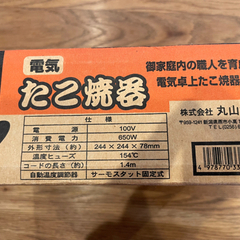 電気
たこ焼器
御家庭内の職人を育
電気卓上たこ焼器
仕様
電源 100V
消費電力 650W
外形寸法(約) 244×244×78mm
温度ヒューズ 154℃
コードの長さ(約) 1.4m
自動温度調節器 サーモスタット固定式
株式会社 丸山
4 978770